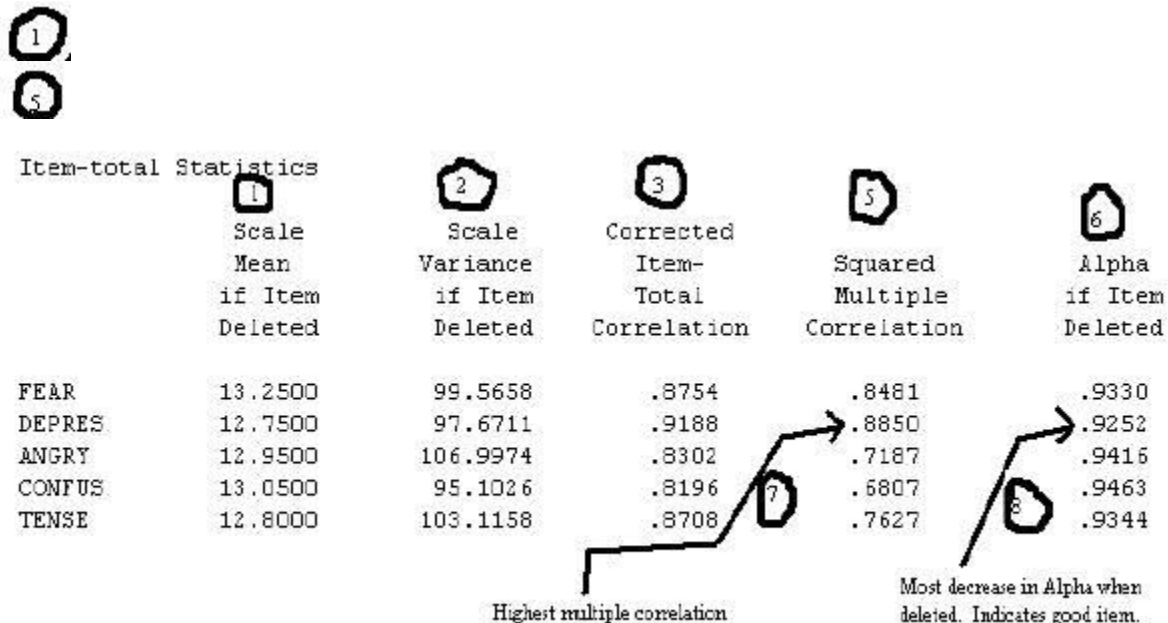 1
5
Item-total Statistics
1 2 3 5 6
Scale Scale Corrected
Mean Variance Item- Squared Alpha
if Item if Item Total Multiple if Item
Deleted Deleted Correlation Correlation Deleted
FEAR 13.2500 99.5658 .8754 .8481 .9330
DEPRES 12.7500 97.6711 .9188 .8850 .9252
ANGRY 12.9500 106.9974 .8302 .7187 .9416
CONFUS 13.0500 95.1026 .8196 .6807 .9463
TENSE 12.8000 103.1158 .8708 .7627 .9344
7 8
Highest multiple correlation
Most decrease in Alpha when
deleted. Indicates good item.